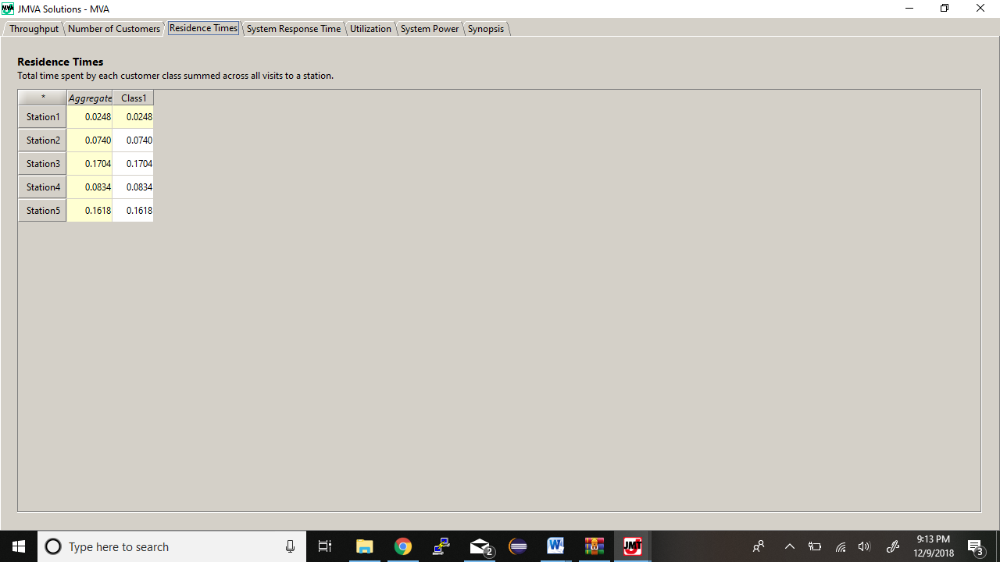 JMVA Solutions - MVA
Throughput Number of Customers Residence Times System Response Time Utilization System Power Synopsis
Residence Times
Total time spent by each customer class summed across all visits to a station.
* Aggregate Class1
Station1 0.0248 0.0248
Station2 0.0740 0.0740
Station3 0.1704 0.1704
Station4 0.0834 0.0834
Station5 0.1618 0.1618
Type here to search
2
W
JMT
9:13 PM
12/9/2018
3